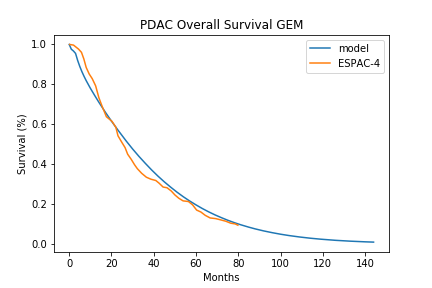 PDAC Overall Survival GEM
model
ESPAC-4
Survival (%)
1.0
0.8
0.6
0.4
0.2
0.0
0 20 40 60 80 100 120 140
Months